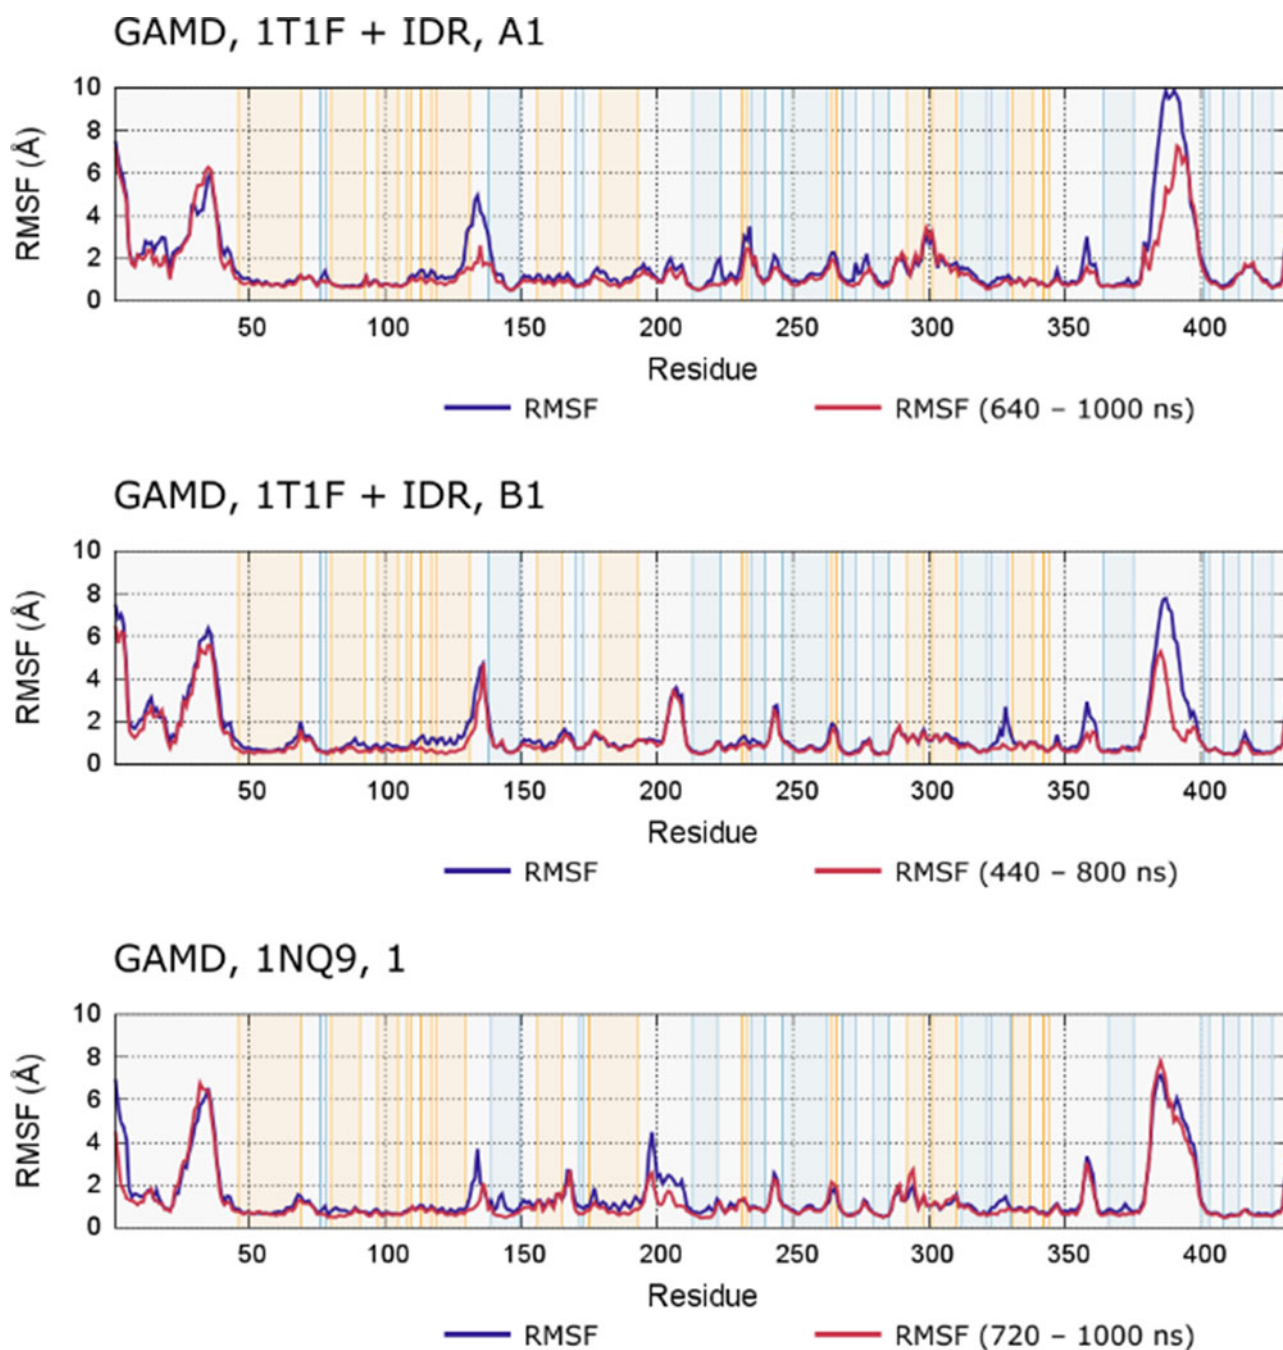 GAMD, 1T1F + IDR, A1
RMSF (Å)
10
8
6
4
2
0
50 100 150 200 250 300 350 400
Residue
RMSF RMSF (640 – 1000 ns)
GAMD, 1T1F + IDR, B1
RMSF (Å)
10
8
6
4
2
0
50 100 150 200 250 300 350 400
Residue
RMSF RMSF (440 – 800 ns)
GAMD, 1NQ9, 1
RMSF (Å)
10
8
6
4
2
0
50 100 150 200 250 300 350 400
Residue
RMSF RMSF (720 – 1000 ns)